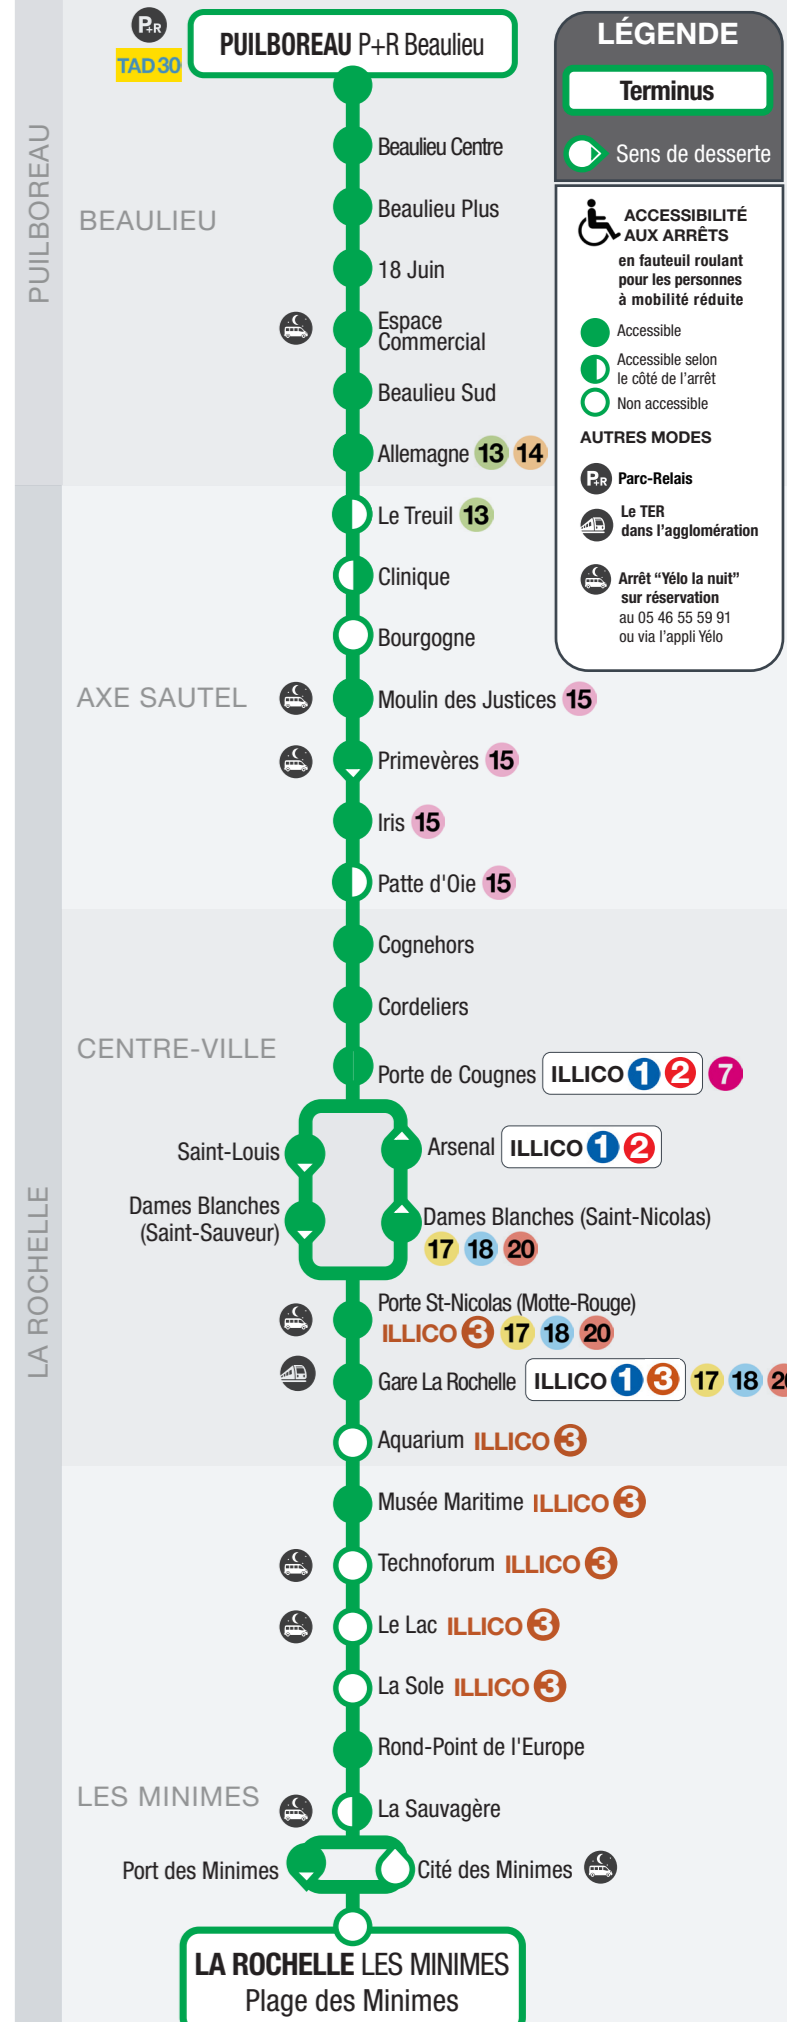 P+R
TAD 30
PUILBOREAU P+R Beaulieu
LÉGENDE
Terminus
Sens de desserte
ACCESSIBILITÉ
AUX ARRÊTS
en fauteuil roulant
pour les personnes
à mobilité réduite
Accessible
Accessible selon
le côté de l'arrêt
Non accessible
AUTRES MODES
P+R Parc-Relais
Le TER
dans l'agglomération
Arrêt “Yélo la nuit”
sur réservation
au 05 46 55 59 91
ou via l'appli Yélo
PUILBOREAU
BEAULIEU
Beaulieu Centre
Beaulieu Plus
18 Juin
Espace
Commercial
Beaulieu Sud
Allemagne 13 14
LA ROCHELLE
AXE SAUTEL
Le Treuil 13
Clinique
Bourgogne
Moulin des Justices 15
Primevères 15
Iris 15
Patte d'Oie 15
CENTRE-VILLE
Cognehors
Cordeliers
Porte de Cougnes ILLICO 1 2 7
Saint-Louis
Arsenal ILLICO 1 2
Dames Blanches
(Saint-Sauveur)
Dames Blanches (Saint-Nicolas)
17 18 20
Porte St-Nicolas (Motte-Rouge)
ILLICO 3 17 18 20
Gare La Rochelle ILLICO 1 3 17 18 20
Aquarium ILLICO 3
LES MINIMES
Musée Maritime ILLICO 3
Technoforum ILLICO 3
Le Lac ILLICO 3
La Sole ILLICO 3
Rond-Point de l'Europe
La Sauvagère
Port des Minimes
Cité des Minimes
LA ROCHELLE LES MINIMES
Plage des Minimes